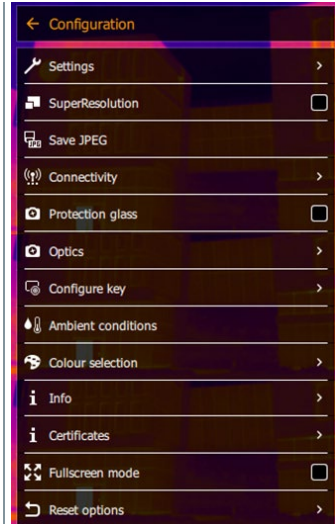 Configuration
Settings
SuperResolution
Save JPEG
Connectivity
Protection glass
Optics
Configure key
Ambient conditions
Colour selection
Info
Certificates
Fullscreen mode
Reset options